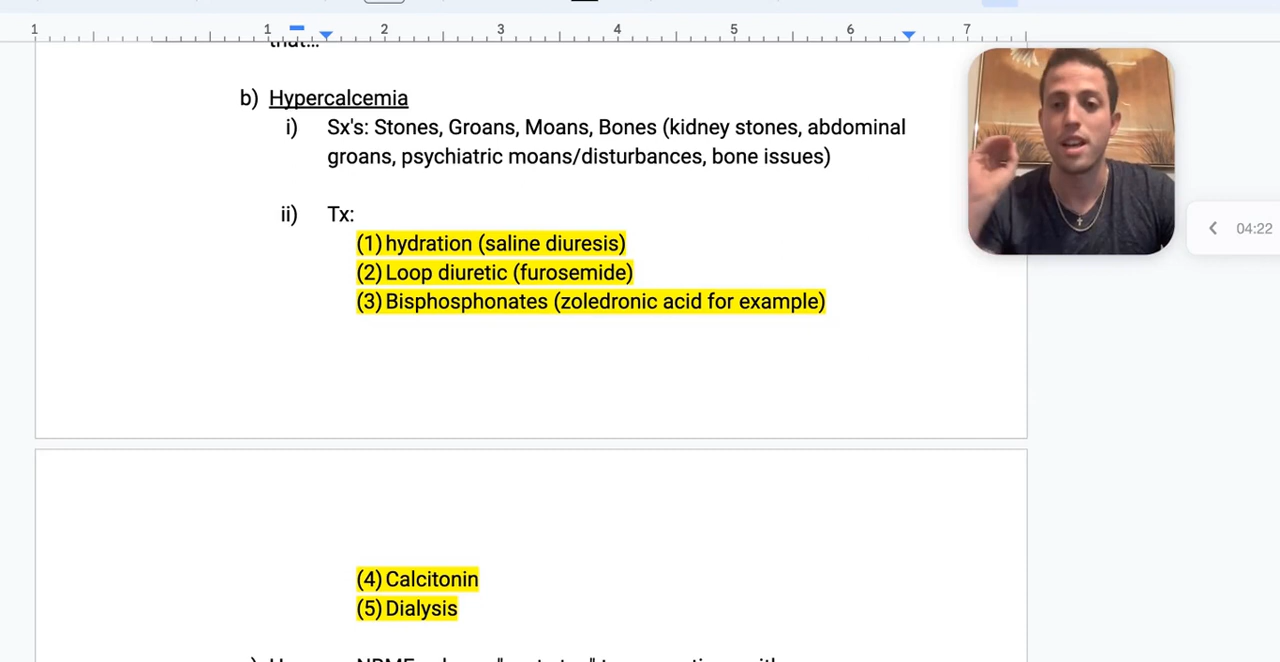 1 1 2 3 4 5 6 7
that...
b) Hypercalcemia
i) Sx's: Stones, Groans, Moans, Bones (kidney stones, abdominal
groans, psychiatric moans/disturbances, bone issues)
ii) Tx:
(1) hydration (saline diuresis)
(2) Loop diuretic (furosemide)
(3) Bisphosphonates (zoledronic acid for example)
04:22
(4) Calcitonin
(5) Dialysis